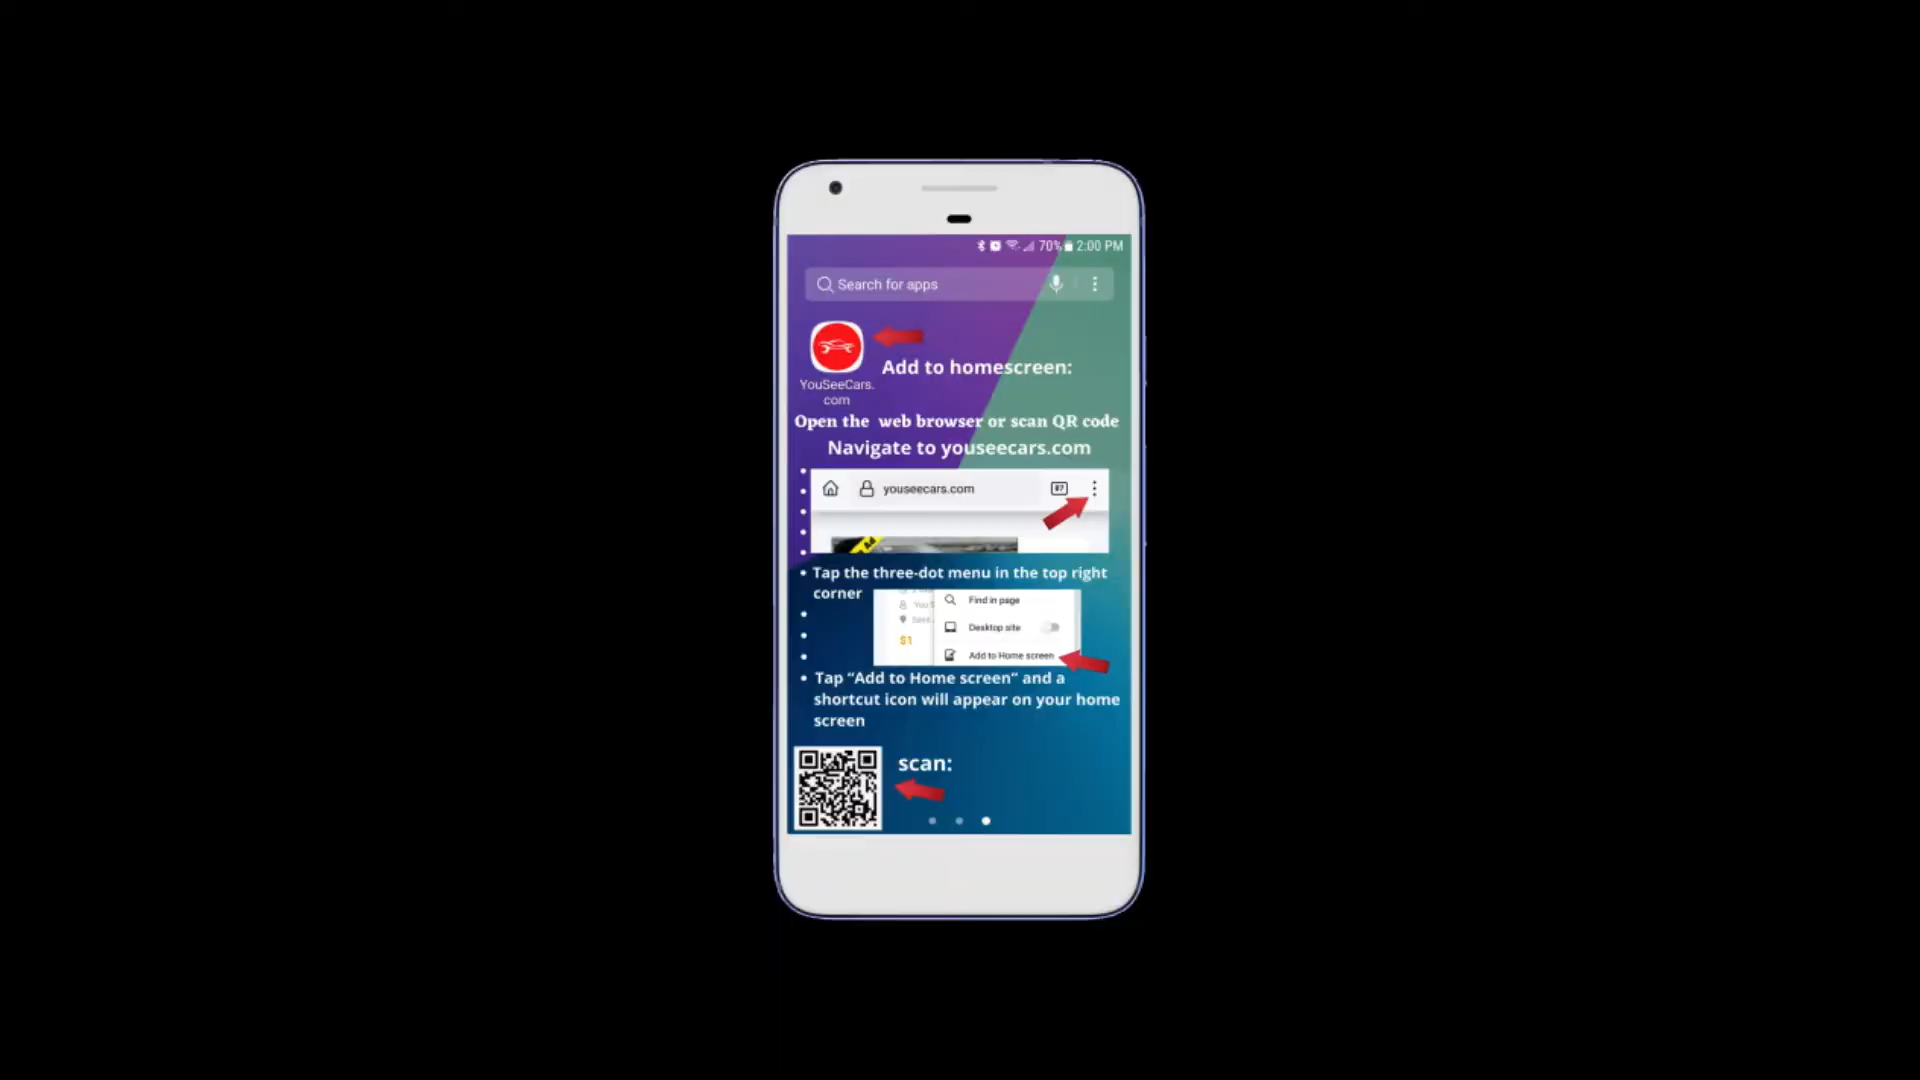 70% 2:00 PM
Search for apps
YouSeeCars.
com
Add to homescreen:
Open the web browser or scan QR code
Navigate to youseecars.com
youseecars.com
Ad
• Tap the three-dot menu in the top right
corner
You S
$1
Find in page
Desktop site
Add to Home screen
• Tap “Add to Home screen“ and a
shortcut icon will appear on your home
screen
scan: